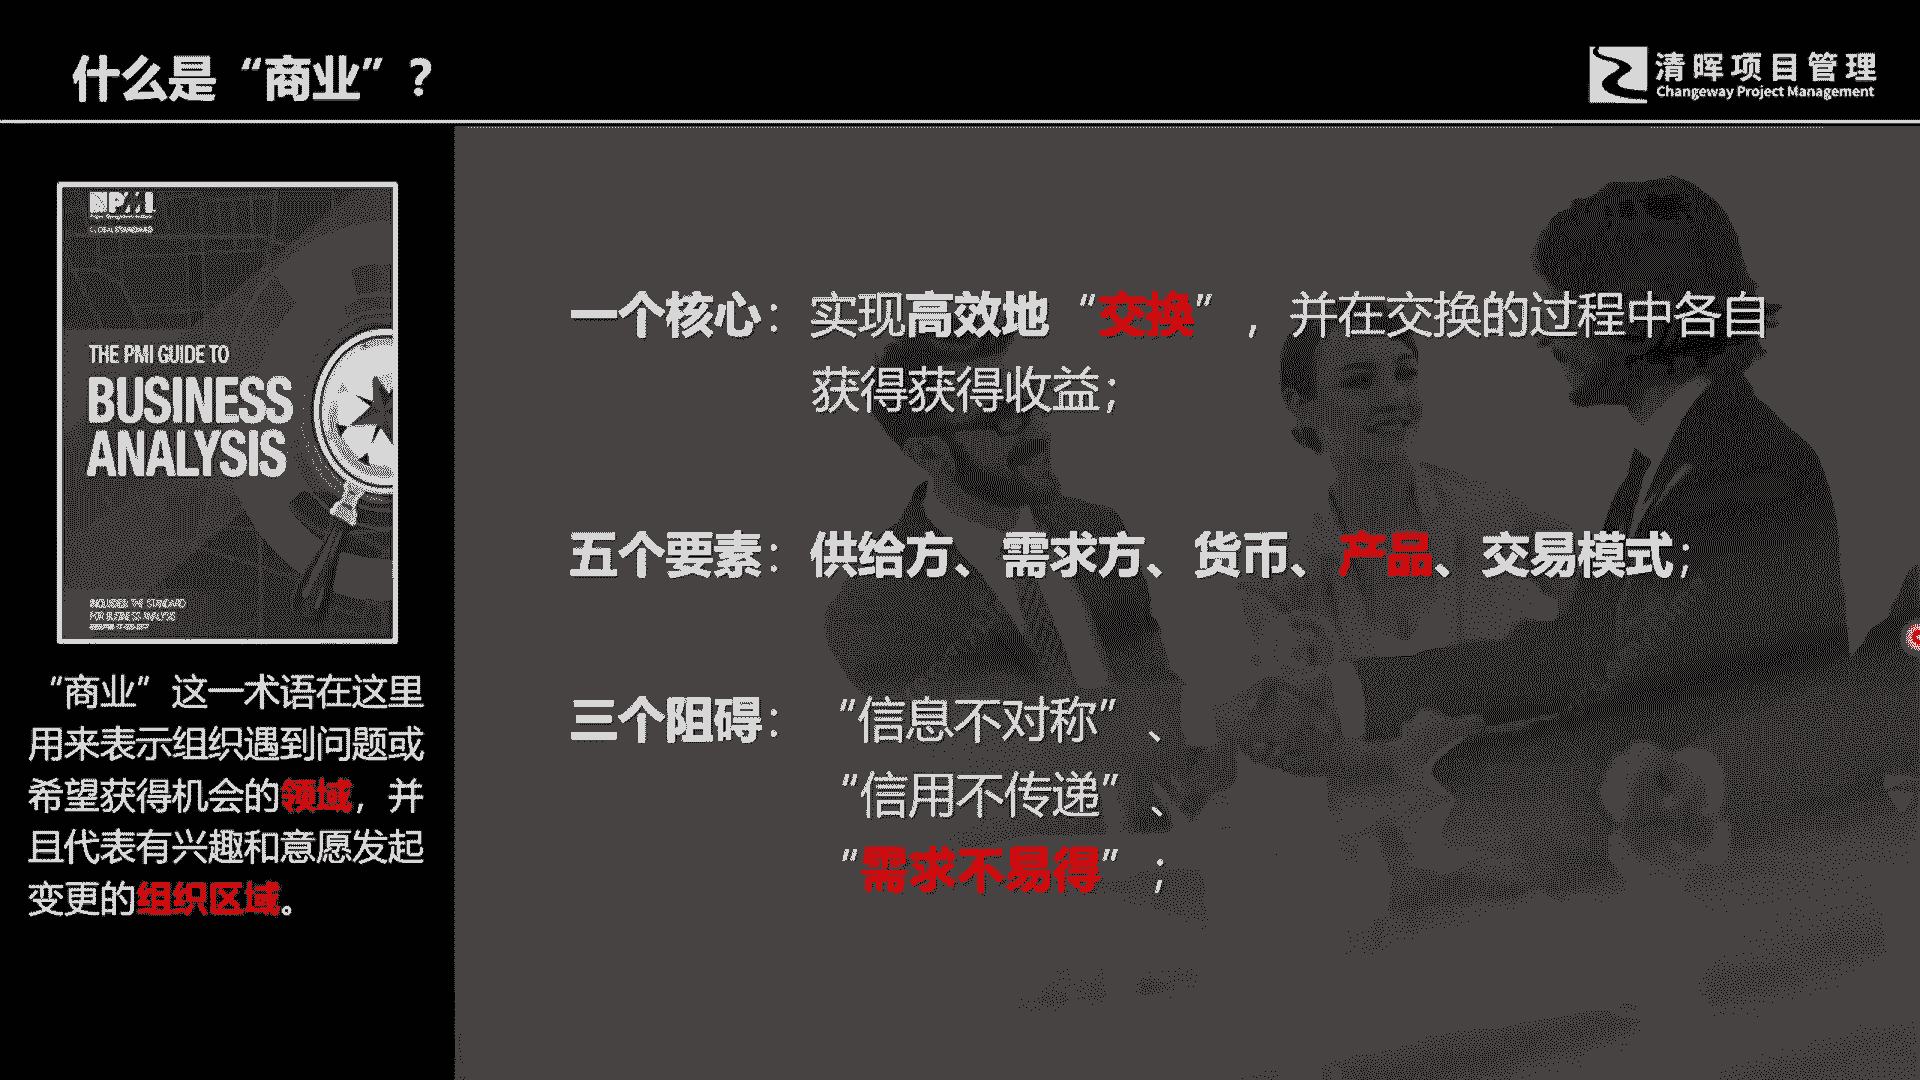 什么是“商业”？
清晖项目管理
Changeway Project Management
PMI
THE PMI GUIDE TO
BUSINESS
ANALYSIS
INCLUDES: THE STANDARD
FOR BUSINESS ANALYSIS
“商业”这一术语在这里
用来表示组织遇到问题或
希望获得机会的领域，并
且代表有兴趣和意愿发起
变更的组织区域。
一个核心：实现高效地“交换”，并在交换的过程中各自
获得获得收益；
五个要素：供给方、需求方、货币、产品、交易模式；
三个阻碍：“信息不对称”、
“信用不传递”、
“需求不易得”；